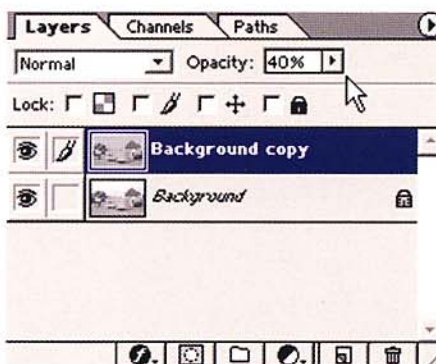 Layers Channels Paths
Normal Opacity: 40%
Lock:
Background copy
Background